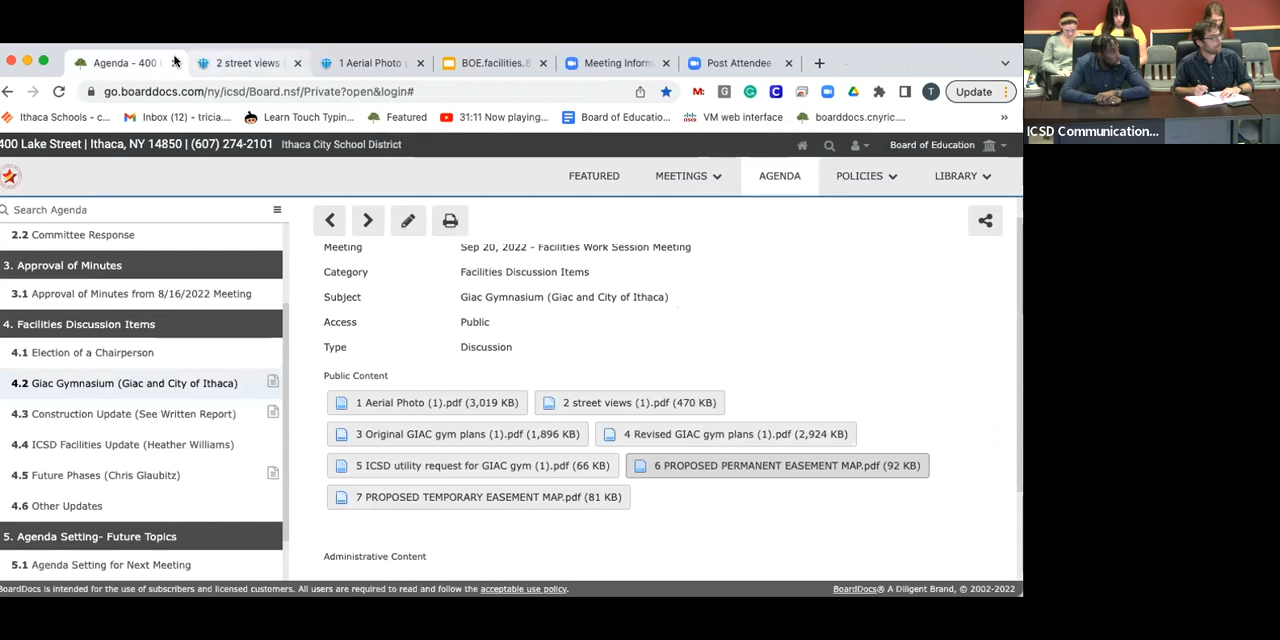 Agenda - 400
2 street views
1 Aerial Photo (
BOE.facilities.8
Meeting Inform
Post Attendee -
go.boarddocs.com/ny/icsd/Board.nsf/Private?open&login#
Update
Ithaca Schools - c...
Inbox (12) - tricia....
Learn Touch Typin...
Featured
31:11 Now playing...
Board of Educatio...
VM web interface
boarddocs.cnyric....
400 Lake Street | Ithaca, NY 14850 | (607) 274-2101 Ithaca City School District
Board of Education
FEATURED
MEETINGS
AGENDA
POLICIES
LIBRARY
Search Agenda
2.2 Committee Response
3. Approval of Minutes
3.1 Approval of Minutes from 8/16/2022 Meeting
4. Facilities Discussion Items
4.1 Election of a Chairperson
4.2 Giac Gymnasium (Giac and City of Ithaca)
4.3 Construction Update (See Written Report)
4.4 ICSD Facilities Update (Heather Williams)
4.5 Future Phases (Chris Glaubitz)
4.6 Other Updates
5. Agenda Setting- Future Topics
5.1 Agenda Setting for Next Meeting
Meeting Sep 20, 2022 - Facilities Work Session Meeting
Category Facilities Discussion Items
Subject Giac Gymnasium (Giac and City of Ithaca)
Access Public
Type Discussion
Public Content
1 Aerial Photo (1).pdf (3,019 KB)
2 street views (1).pdf (470 KB)
3 Original GIAC gym plans (1).pdf (1,896 KB)
4 Revised GIAC gym plans (1).pdf (2,924 KB)
5 ICSD utility request for GIAC gym (1).pdf (66 KB)
6 PROPOSED PERMANENT EASEMENT MAP.pdf (92 KB)
7 PROPOSED TEMPORARY EASEMENT MAP.pdf (81 KB)
Administrative Content
BoardDocs is intended for the use of subscribers and licensed customers. All users are required to read and follow the acceptable use policy.
BoardDocs® A Diligent Brand, © 2002-2022
ICSD Communication...